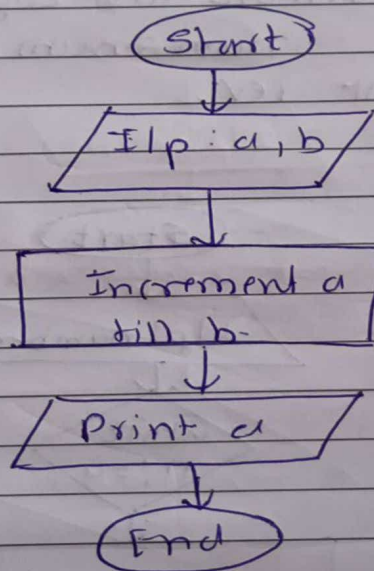 Start
I/p : a, b
Increment a
till b.
Print a
End